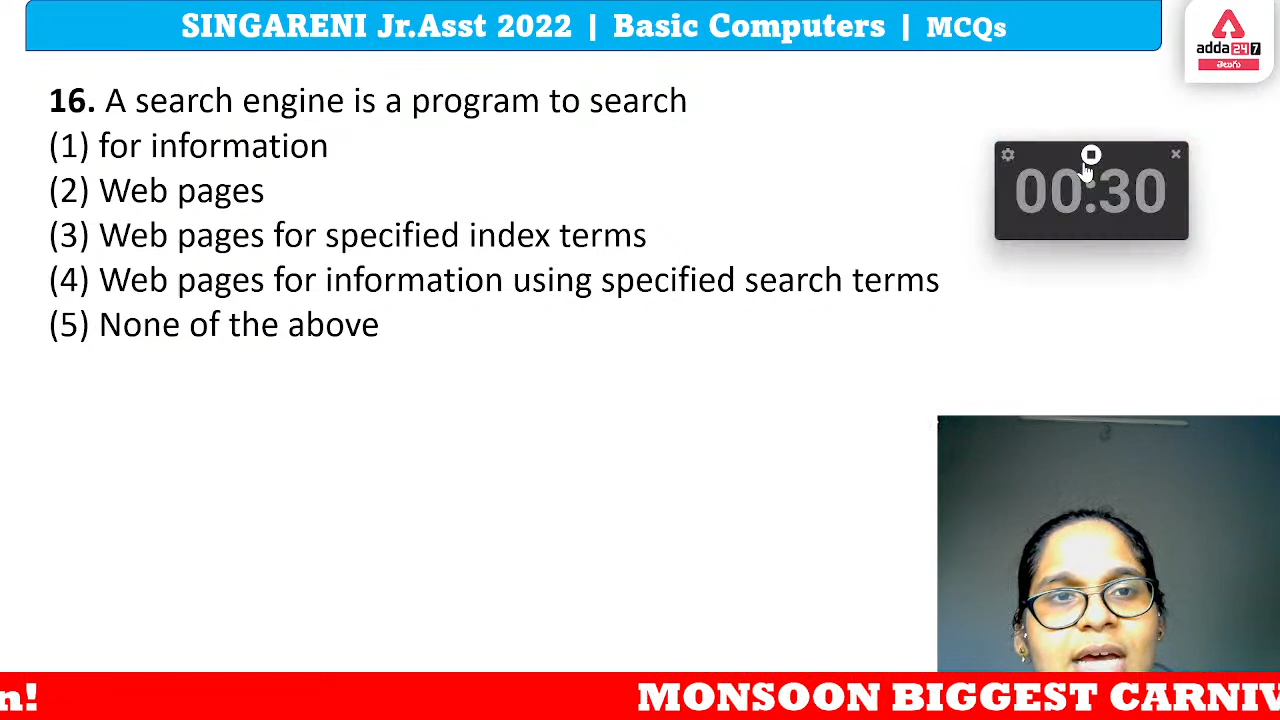 SINGARENI Jr.Asst 2022 | Basic Computers | MCQs
adda247
తెలుగు
16. A search engine is a program to search
(1) for information
(2) Web pages
(3) Web pages for specified index terms
(4) Web pages for information using specified search terms
(5) None of the above
00:30
n! MONSOON BIGGEST CARNIV